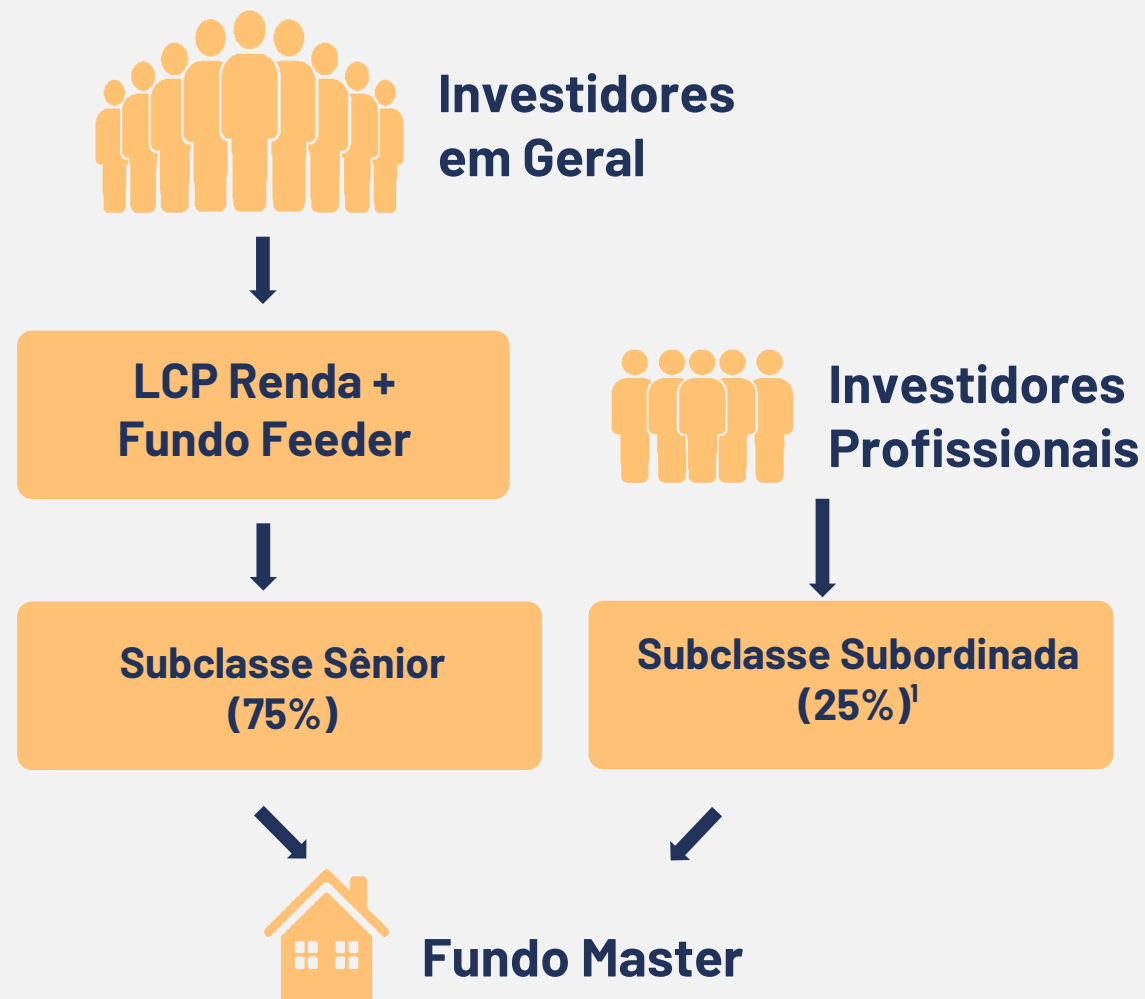 Investidores
em Geral
LCP Renda +
Fundo Feeder
Investidores
Profissionais
Subclasse Sênior
(75%)
Subclasse Subordinada
(25%)¹
Fundo Master